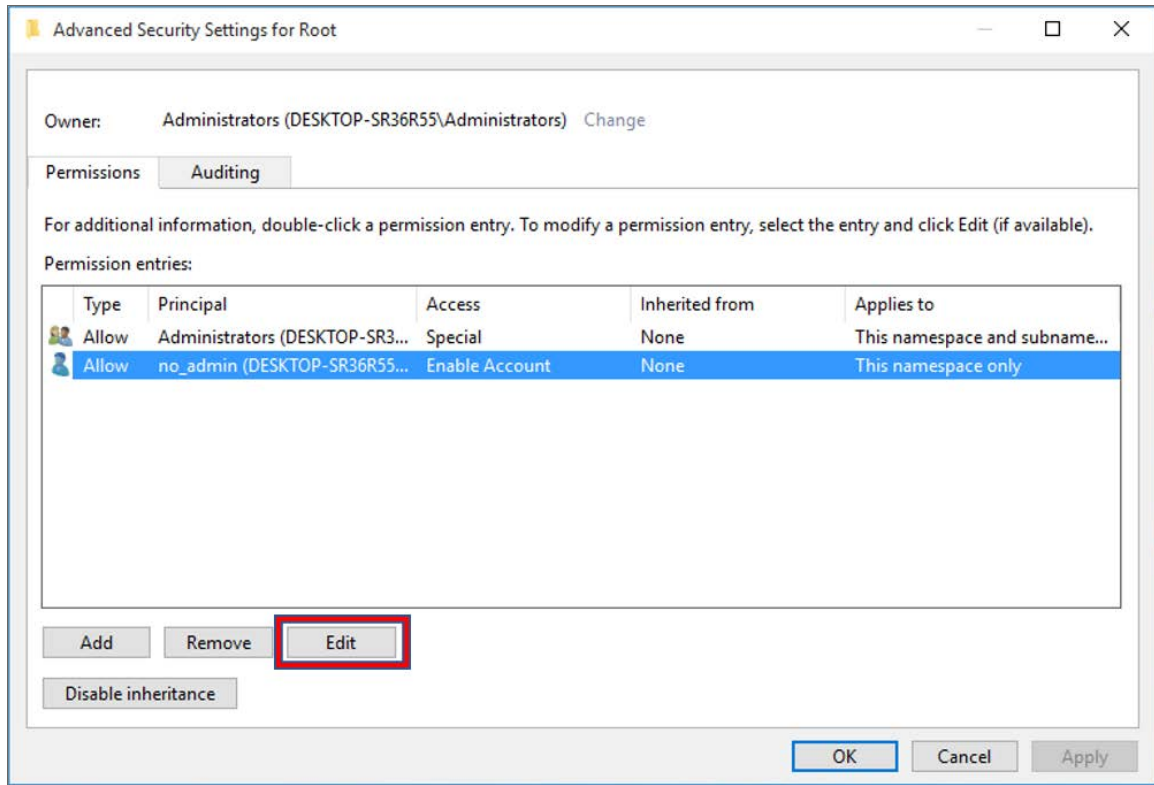 Advanced Security Settings for Root
Owner: Administrators (DESKTOP-SR36R55\Administrators) Change
Permissions Auditing
For additional information, double-click a permission entry. To modify a permission entry, select the entry and click Edit (if available).
Permission entries:
Type Principal Access Inherited from Applies to
Allow Administrators (DESKTOP-SR3... Special None This namespace and subname...
Allow no_admin (DESKTOP-SR36R55... Enable Account None This namespace only
Add Remove Edit
Disable inheritance
OK Cancel Apply